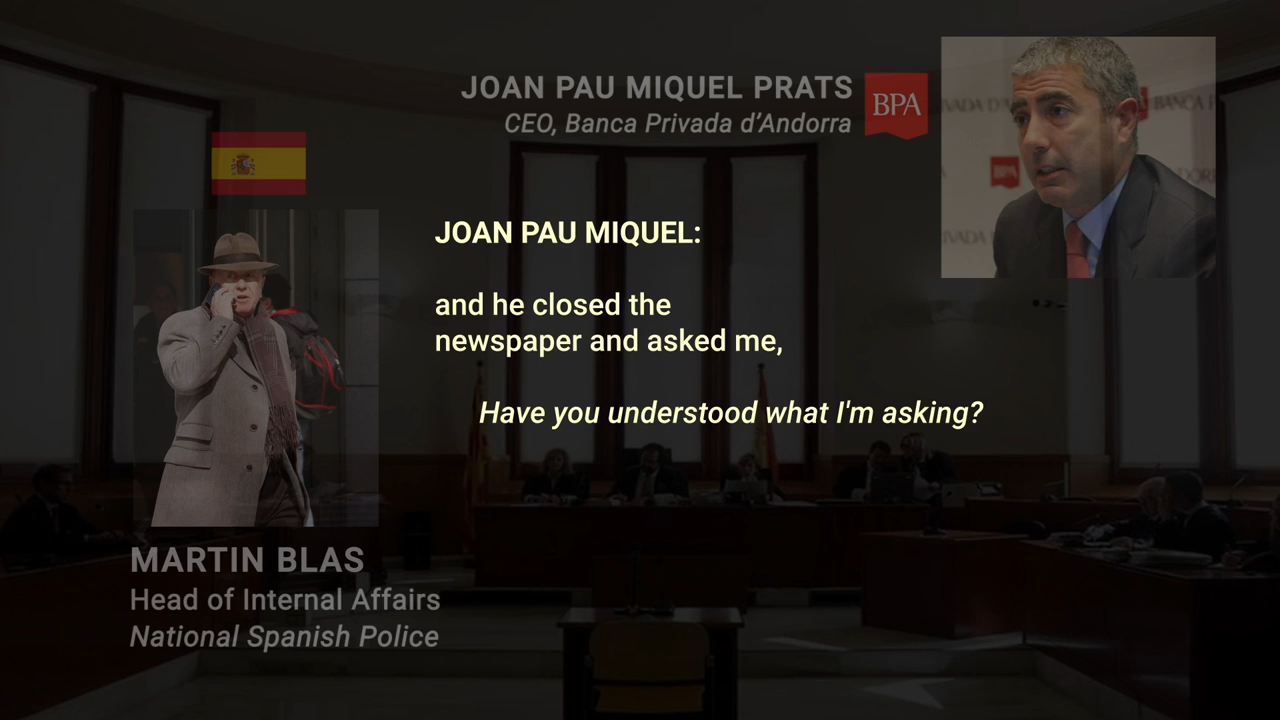 JOAN PAU MIQUEL PRATS
CEO, Banca Privada d’Andorra
BPA
JOAN PAU MIQUEL:
and he closed the
newspaper and asked me,
Have you understood what I'm asking?
MARTIN BLAS
Head of Internal Affairs
National Spanish Police